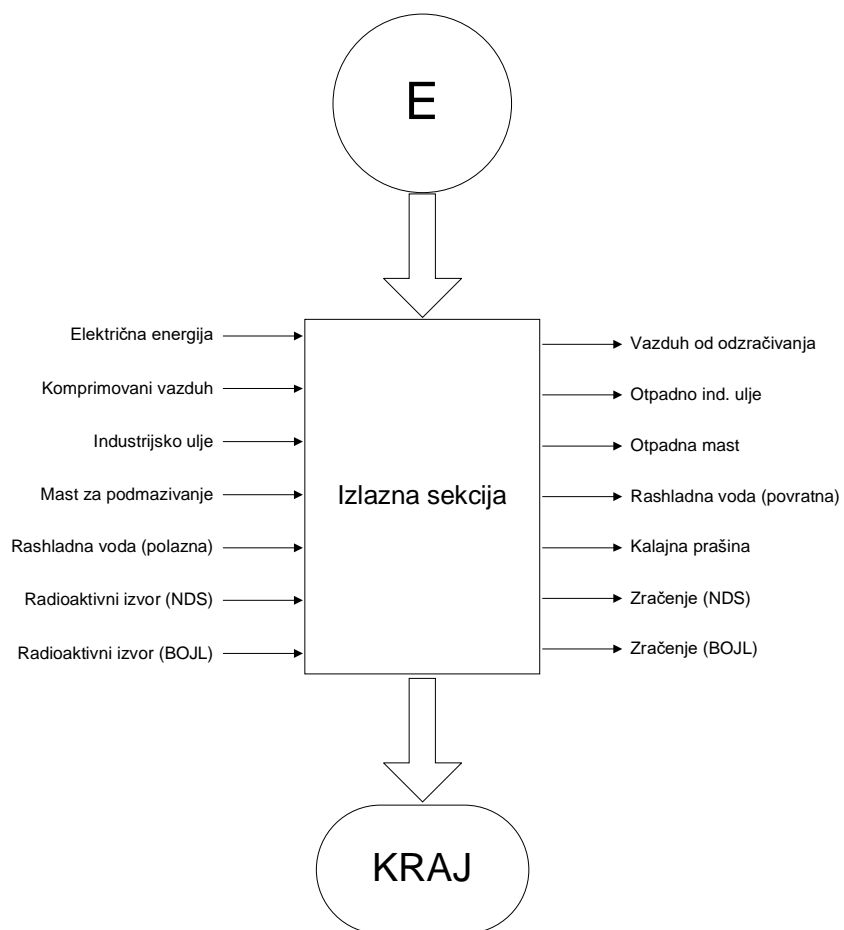 E
Električna energija
Komprimovani vazduh
Industrijsko ulje
Mast za podmazivanje
Rashladna voda (polazna)
Radioaktivni izvor (NDS)
Radioaktivni izvor (BOJL)
Izlazna sekcija
Vazduh od odzračivanja
Otpadno ind. ulje
Otpadna mast
Rashladna voda (povratna)
Kalajna prašina
Zračenje (NDS)
Zračenje (BOJL)
KRAJ